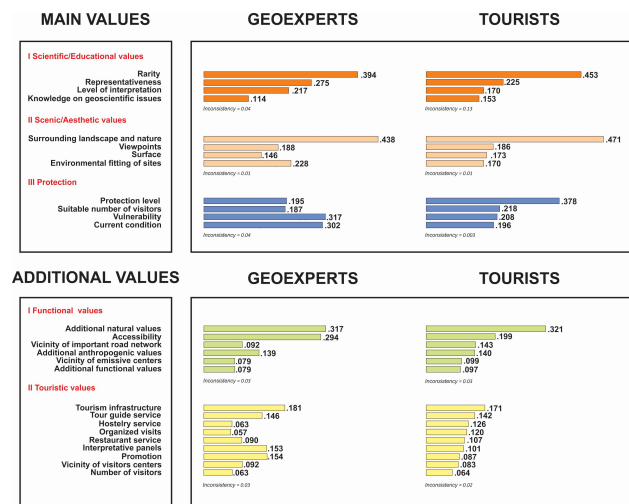 MAIN VALUES GEOEXPERTS TOURISTS
I Scientific/Educational values
Rarity .394 .453
Representativeness .275 .225
Level of interpretation .217 .170
Knowledge on geoscientific issues .114 .153
Inconsistency = 0.04 Inconsistency = 0.13
II Scenic/Aesthetic values
Surrounding landscape and nature .438 .471
Viewpoints .188 .186
Surface .146 .173
Environmental fitting of sites .228 .170
Inconsistency = 0.01 Inconsistency = 0.01
III Protection
Protection level .195 .378
Suitable number of visitors .187 .218
Vulnerability .317 .208
Current condition .302 .196
Inconsistency = 0.04 Inconsistency = 0.003
ADDITIONAL VALUES GEOEXPERTS TOURISTS
I Functional values
Additional natural values .317 .321
Accessibility .294 .199
Vicinity of important road network .092 .143
Additional anthropogenic values .139 .140
Vicinity of emissive centers .079 .099
Additional functional values .079 .097
Inconsistency = 0.03 Inconsistency = 0.03
II Touristic values
Tourism infrastructure .181 .171
Tour guide service .146 .142
Hostelry service .063 .126
Organized visits .057 .120
Restaurant service .090 .107
Interpretative panels .153 .101
Promotion .154 .087
Vicinity of visitors centers .092 .083
Number of visitors .063 .064
Inconsistency = 0.03 Inconsistency = 0.02